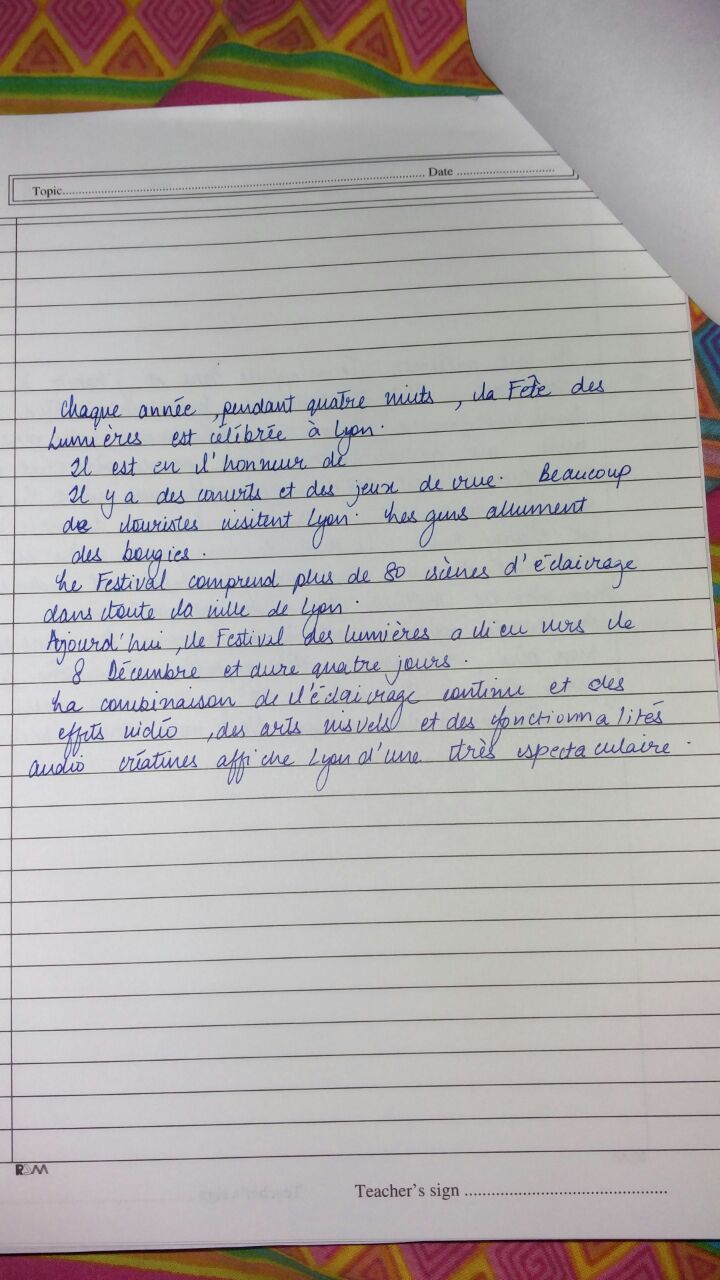 Topic
Date
Chaque année, pendant quatre nuits, la Fête des
Lumières est célébrée à Lyon.
Il est en l'honneur de
Il y a des concerts et des jeux de rue. Beaucoup
de touristes visitent Lyon. Les gens allument
des bougies.
Le Festival comprend plus de 80 scènes d'éclairage
dans toute la ville de Lyon.
Ajourd'hui, le Festival des lumières a lieu vers le
8 Décembre et dure quatre jours.
La combinaison de l'éclairage continu et des
effets vidéo, des arts visuels et des fonctionnalités
audio créatives affiche Lyon d'une très spectaculaire.
RDM
Teacher's sign